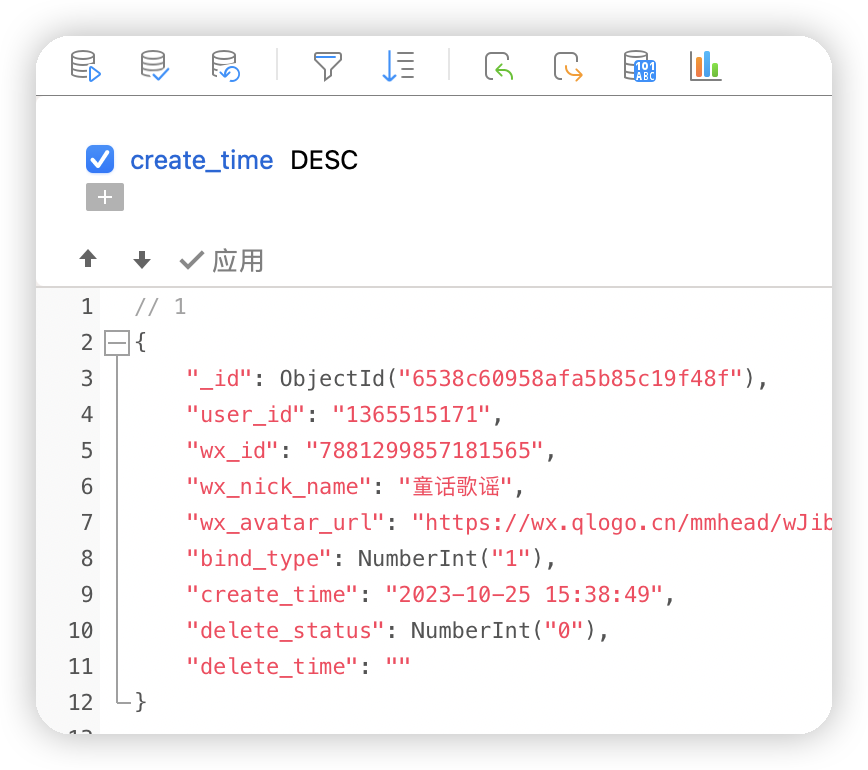 101
ABC
create_time DESC
+
应用
1 // 1
2 {
3 "_id": ObjectId("6538c60958afa5b85c19f48f"),
4 "user_id": "1365515171",
5 "wx_id": "7881299857181565",
6 "wx_nick_name": "童话歌谣",
7 "wx_avatar_url": "https://wx.qlogo.cn/mmhead/wJib
8 "bind_type": NumberInt("1"),
9 "create_time": "2023-10-25 15:38:49",
10 "delete_status": NumberInt("0"),
11 "delete_time": ""
12 }